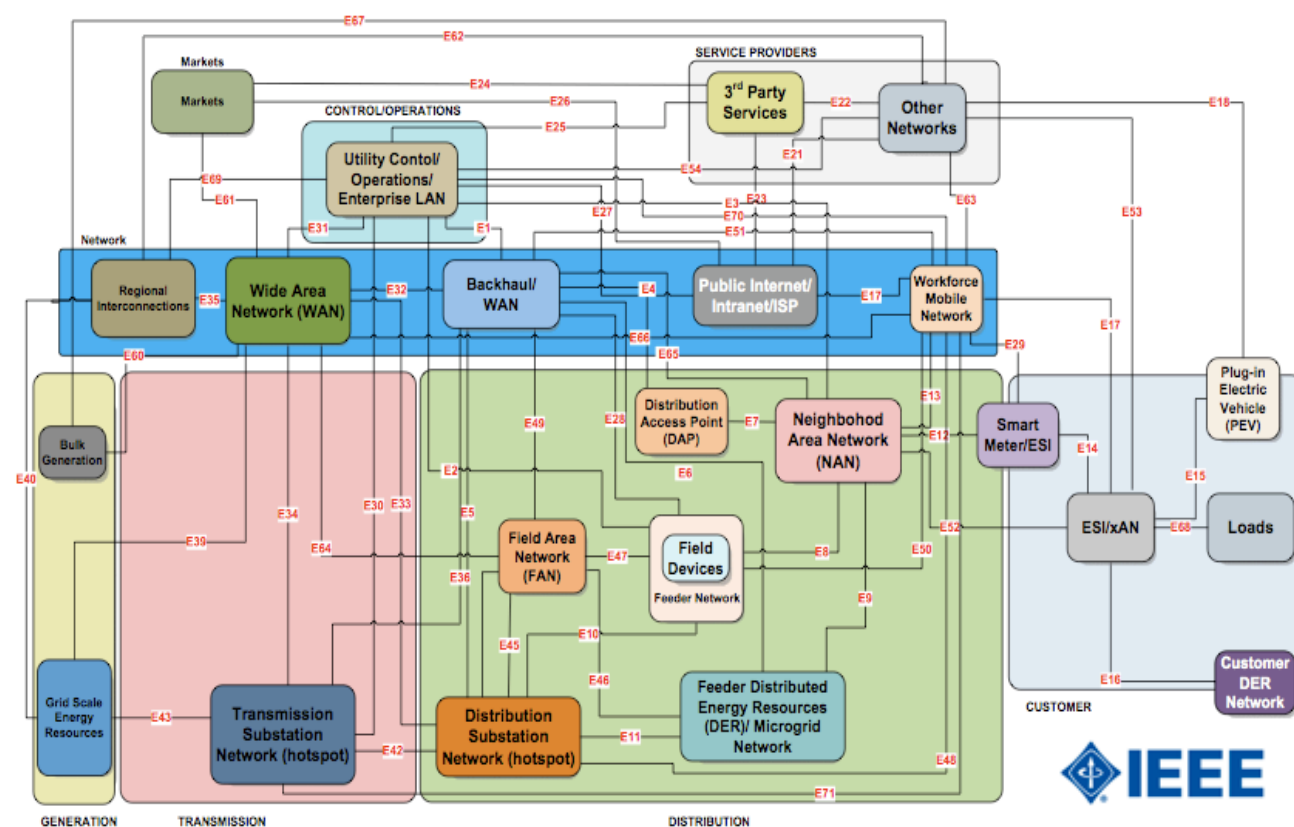 E67
E62
SERVICE PROVIDERS
Markets
Markets
E24
E26
3rd Party
Services
E22
Other
Networks
E18
CONTROL/OPERATIONS
E25
E21
Utility Contol/
Operations/
Enterprise LAN
E54
E69
E61
E31
E1
E27
E3
E23
E70
E51
E63
E53
Network
Regional
Interconnections
E35
Wide Area
Network (WAN)
E32
Backhaul/
WAN
E4
Public Internet/
Intranet/ISP
E17
Workforce
Mobile
Network
E17
E66
E65
E29
E60
Plug-in
Electric
Vehicle
(PEV)
E13
Distribution
Access Point
(DAP)
E7
Neighbohod
Area Network
(NAN)
E12
Smart
Meter/ESI
E14
E49
E28
Bulk
Generation
E40
E2
E6
E15
E34
E30
E33
E5
E52
ESI/xAN
E68
Loads
E39
E64
Field Area
Network
(FAN)
E47
Field
Devices
Feeder Network
E8
E50
E36
E9
E45
E10
E46
E16
Customer
DER
Network
Grid Scale
Energy
Resources
E43
Transmission
Substation
Network (hotspot)
E42
Distribution
Substation
Network (hotspot)
E11
Feeder Distributed
Energy Resources
(DER)/ Microgrid
Network
CUSTOMER
E48
E71
IEEE
GENERATION
TRANSMISSION
DISTRIBUTION